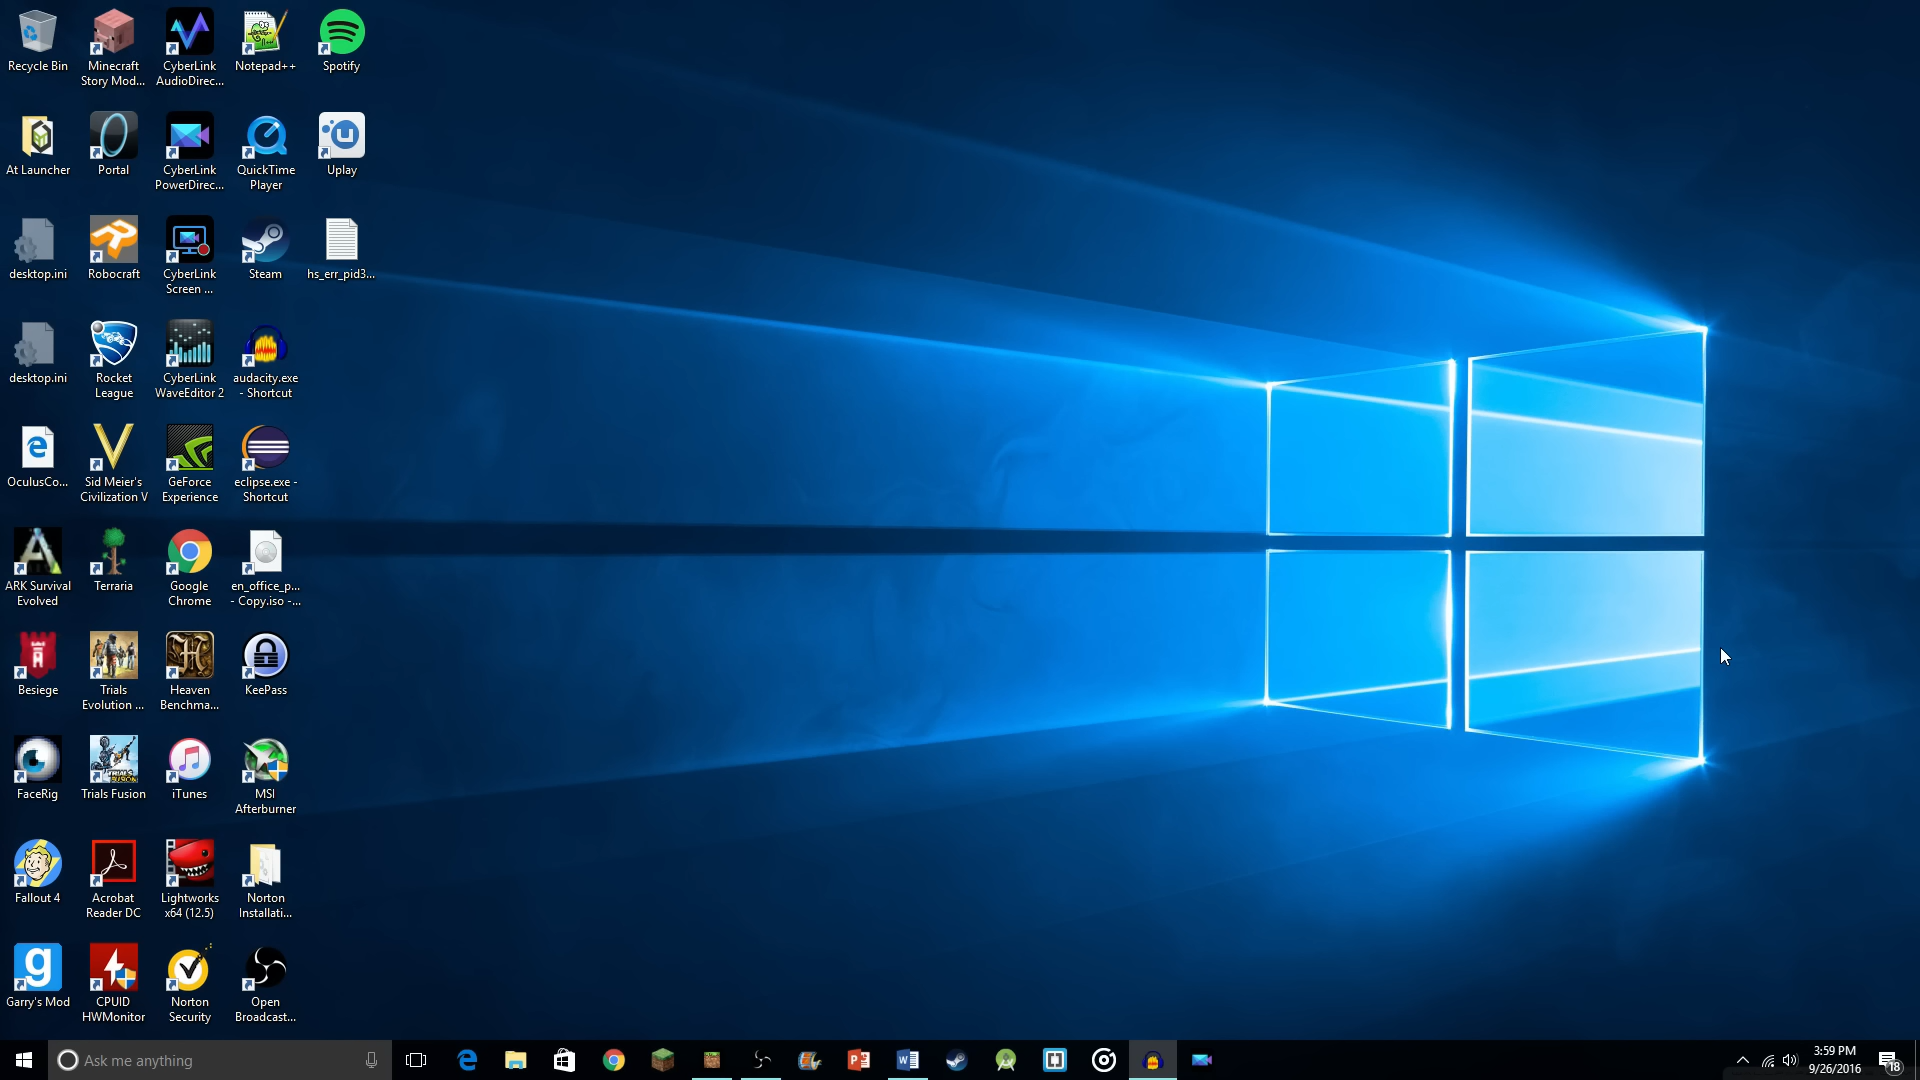 Recycle Bin
Minecraft
Story Mod...
CyberLink
AudioDirec...
Notepad++
Spotify
At Launcher
Portal
CyberLink
PowerDirec...
QuickTime
Player
Uplay
desktop.ini
Robocraft
CyberLink
Screen ...
Steam
hs_err_pid3...
desktop.ini
Rocket
League
CyberLink
WaveEditor 2
audacity.exe
- Shortcut
OculusCo...
Sid Meier's
Civilization V
GeForce
Experience
eclipse.exe -
Shortcut
ARK Survival
Evolved
Terraria
Google
Chrome
en_office_p...
- Copy.iso -...
Besiege
Trials
Evolution ...
Heaven
Benchma...
KeePass
FaceRig
Trials Fusion
iTunes
MSI
Afterburner
Fallout 4
Acrobat
Reader DC
Lightworks
x64 (12.5)
Norton
Installati...
Garry's Mod
CPUID
HWMonitor
Norton
Security
Open
Broadcast...
Ask me anything
3:59 PM
9/26/2016
18